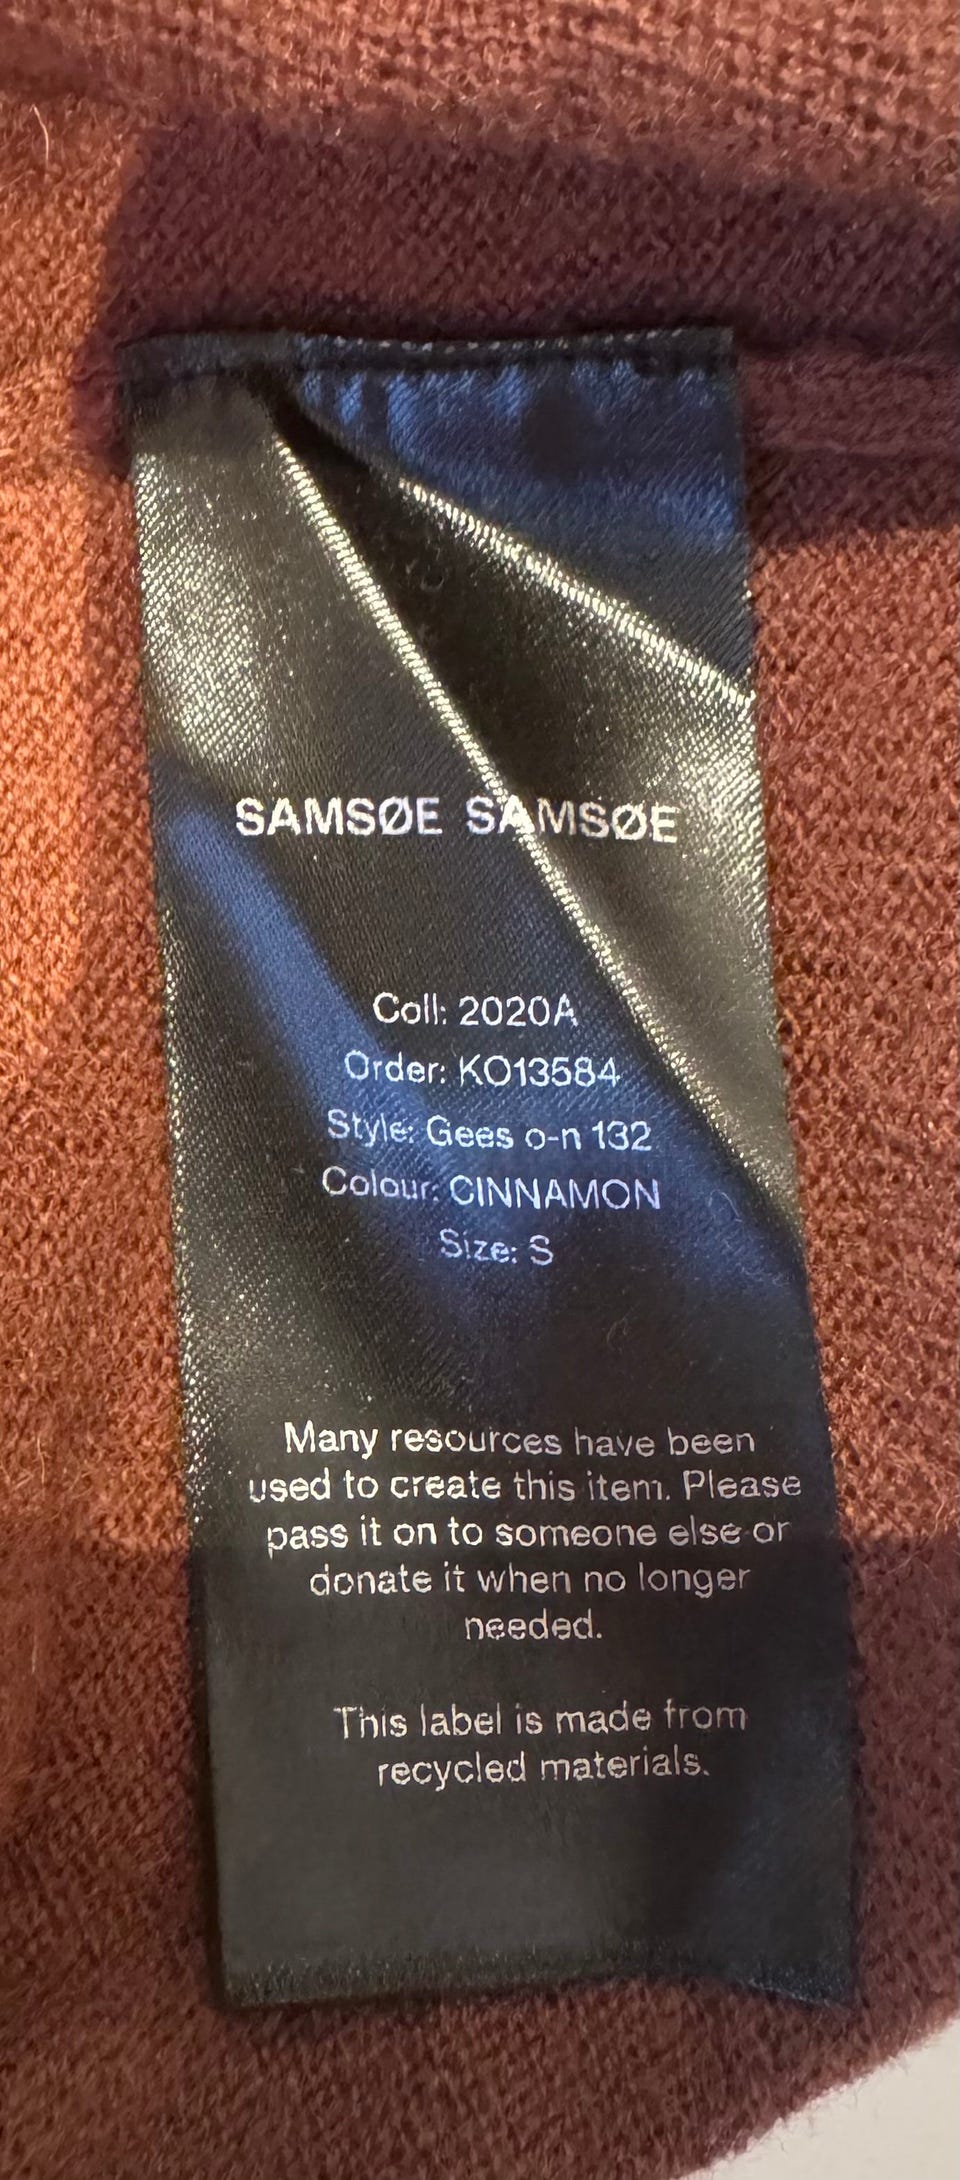 SAMSØE SAMSØE
Coll: 2020A
Order: KO13584
Style: Gees o-n 132
Colour: CINNAMON
Size: S
Many resources have been
used to create this item. Please
pass it on to someone else or
donate it when no longer
needed.
This label is made from
recycled materials.